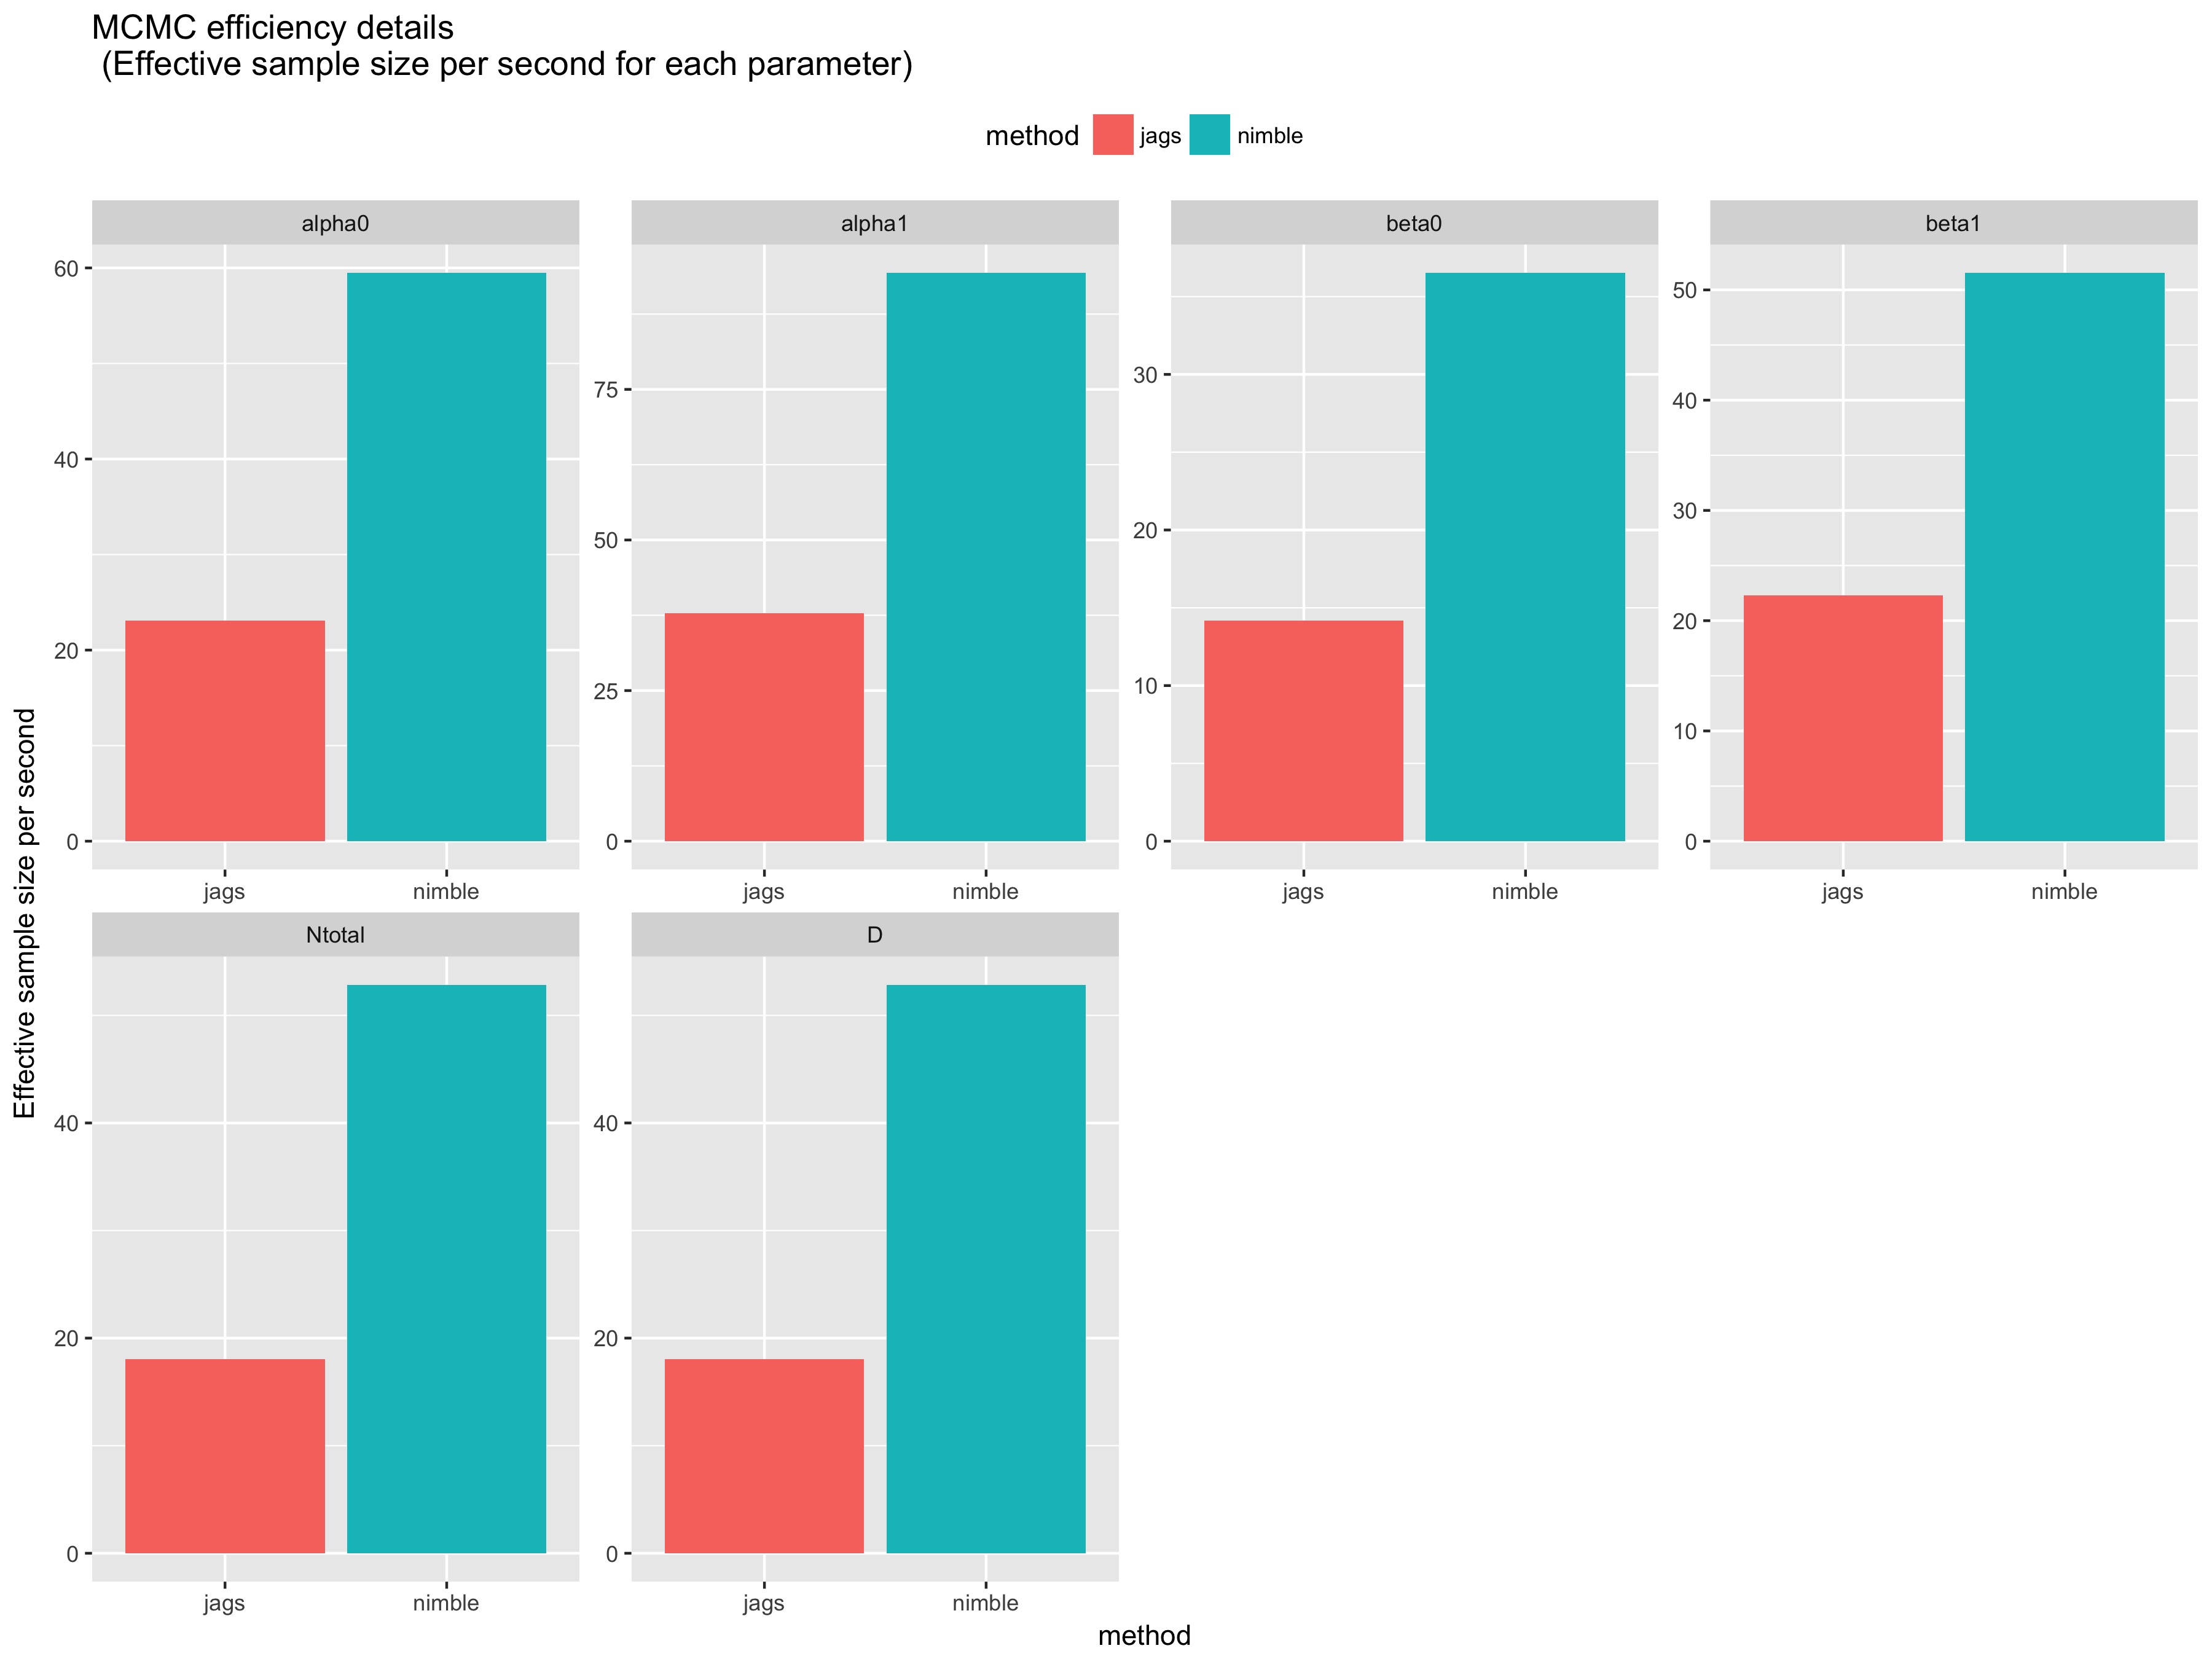 MCMC efficiency details
(Effective sample size per second for each parameter)
method jags nimble
alpha0
alpha1
beta0
beta1
60
40
20
0
75
50
25
0
30
20
10
0
50
40
30
20
10
0
jags nimble
jags nimble
jags nimble
jags nimble
Effective sample size per second
Ntotal
D
40
20
0
40
20
0
jags nimble
jags nimble
method